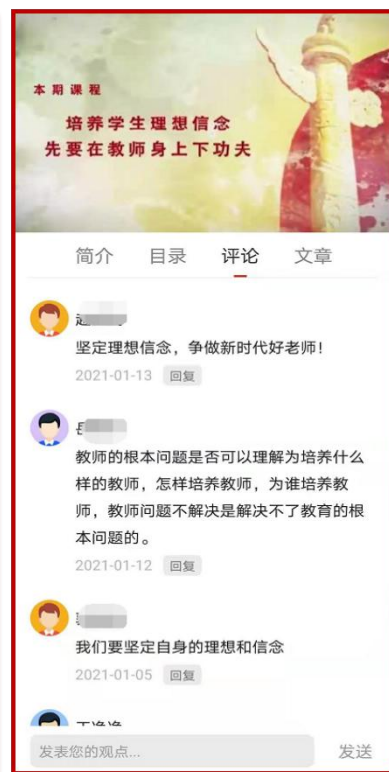 本期课程
培养学生理想信念
先要在教师身上下功夫
简介 目录 评论 文章
坚定理想信念，争做新时代好老师！
2021-01-13 回复
教师的根本问题是否可以理解为培养什么
样的教师，怎样培养教师，为谁培养教
师，教师问题不解决是解决不了教育的根
本问题的。
2021-01-12 回复
我们要坚定自身的理想和信念
2021-01-05 回复
发表您的观点... 发送